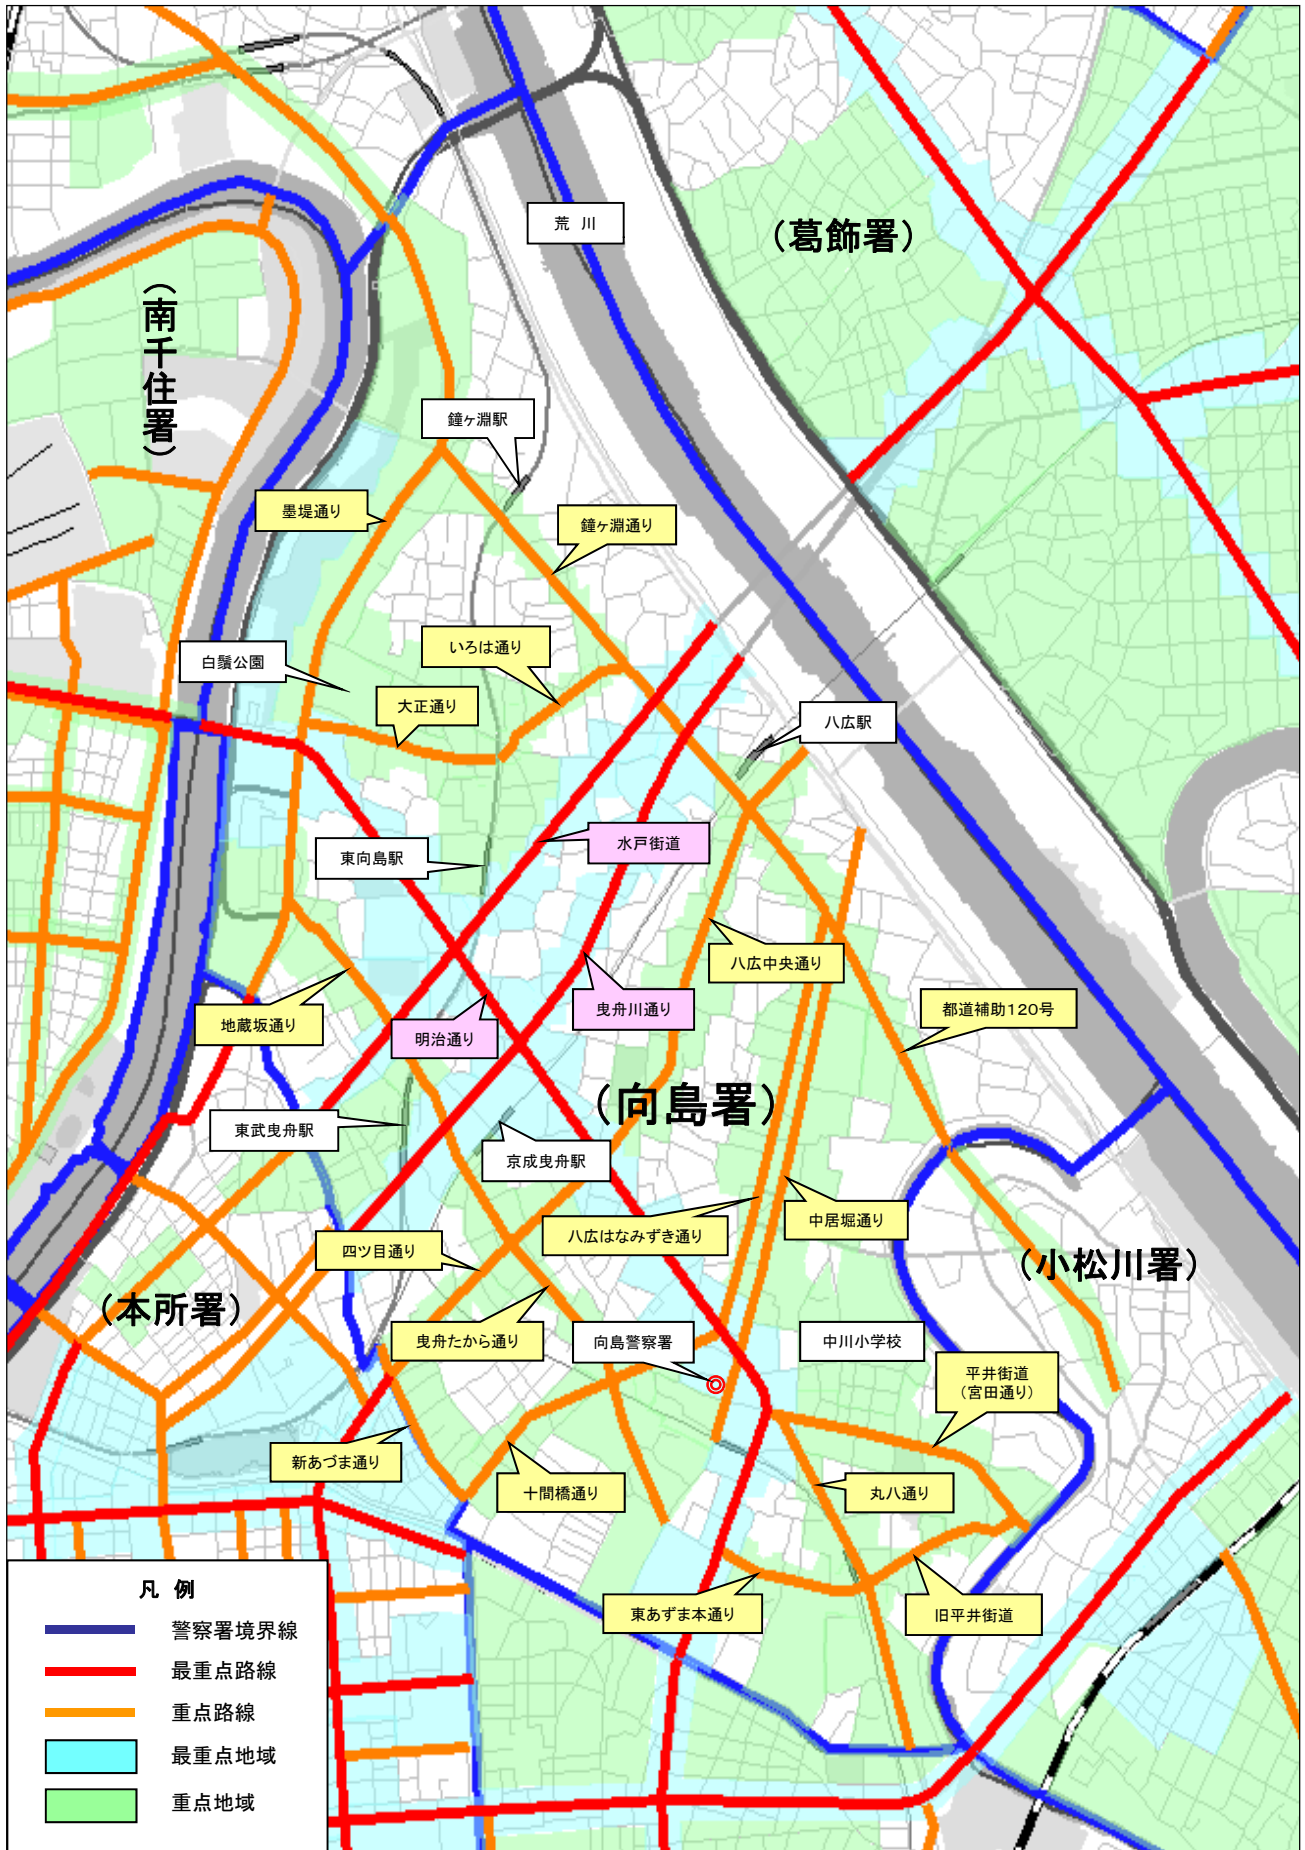 荒 川
(葛飾署)
(南千住署)
鐘ヶ淵駅
墨堤通り
鐘ヶ淵通り
いろは通り
白鬚公園
大正通り
八広駅
水戸街道
東向島駅
八広中央通り
曳舟川通り
都道補助120号
地蔵坂通り
明治通り
(向島署)
東武曳舟駅
京成曳舟駅
中居堀通り
八広はなみずき通り
四ツ目通り
(小松川署)
(本所署)
曳舟たから通り
向島警察署
中川小学校
平井街道
(宮田通り)
新あづま通り
十間橋通り
丸八通り
東あずま本通り
旧平井街道
凡 例
警察署境界線
最重点路線
重点路線
最重点地域
重点地域